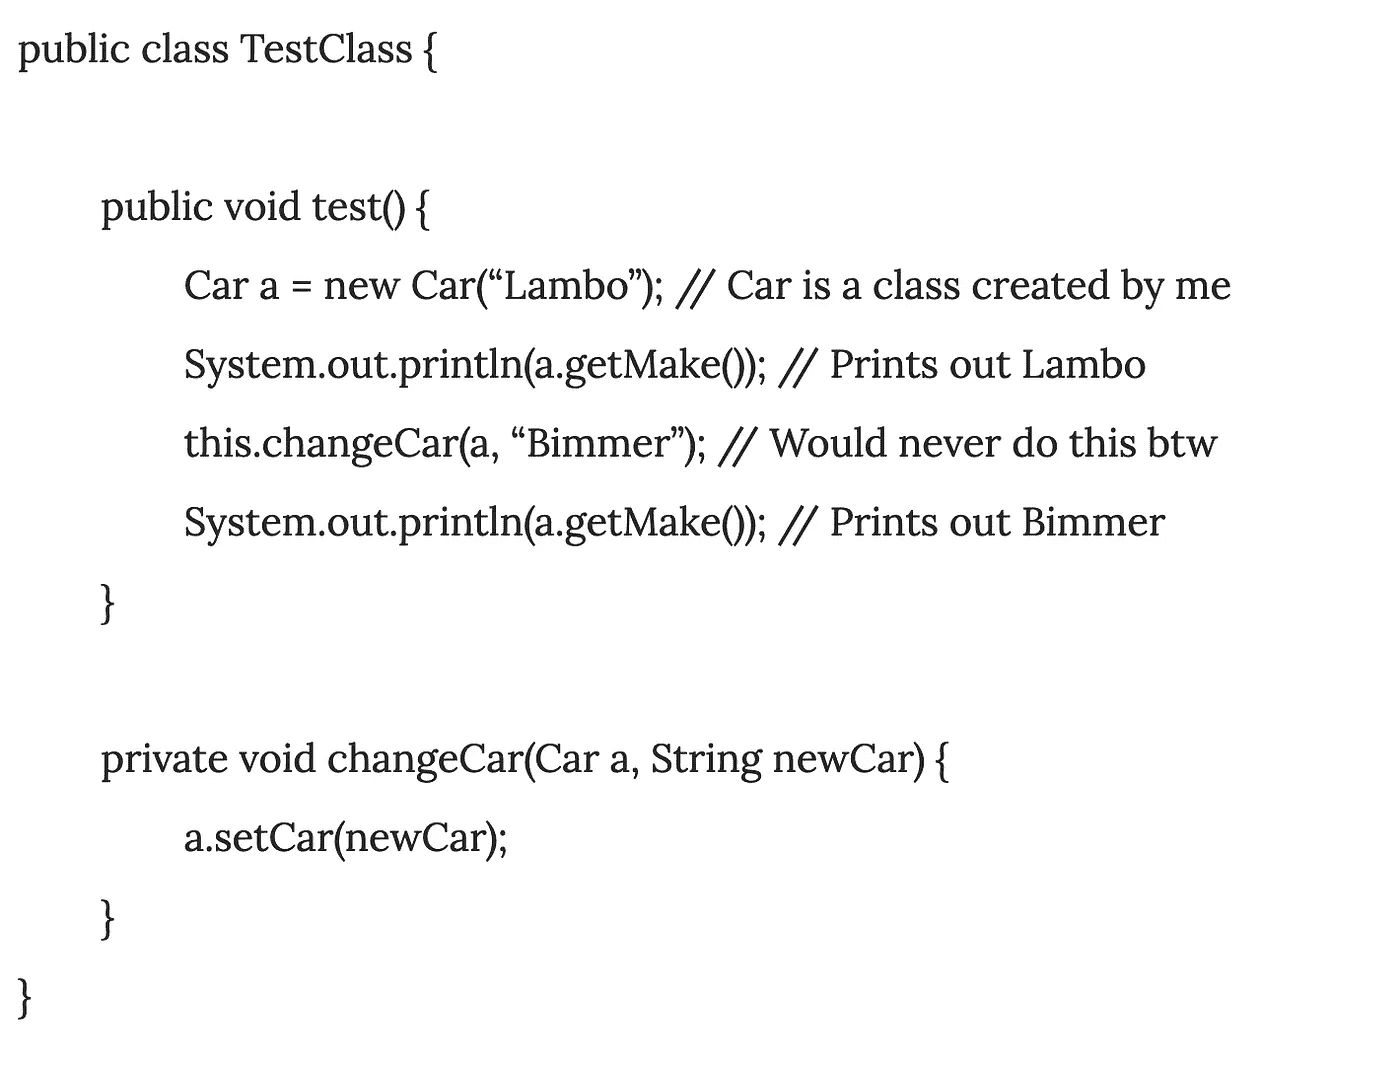 public class TestClass {
public void test() {
Car a = new Car(“Lambo”); // Car is a class created by me
System.out.println(a.getMake()); // Prints out Lambo
this.changeCar(a, “Bimmer”); // Would never do this btw
System.out.println(a.getMake()); // Prints out Bimmer
}
private void changeCar(Car a, String newCar) {
a.setCar(newCar);
}
}